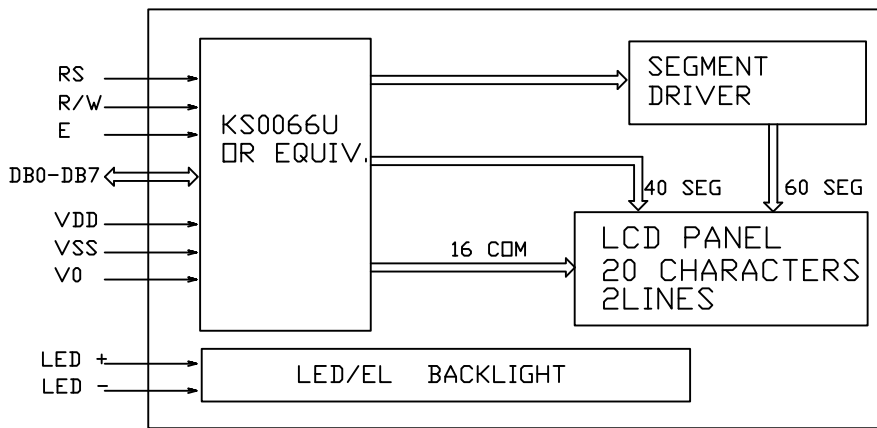 RS
R/W
E
DB0-DB7
VDD
VSS
V0
LED +
LED -
KS0066U
OR EQUIV.
SEGMENT
DRIVER
40 SEG
60 SEG
16 COM
LCD PANEL
20 CHARACTERS
2LINES
LED/EL BACKLIGHT